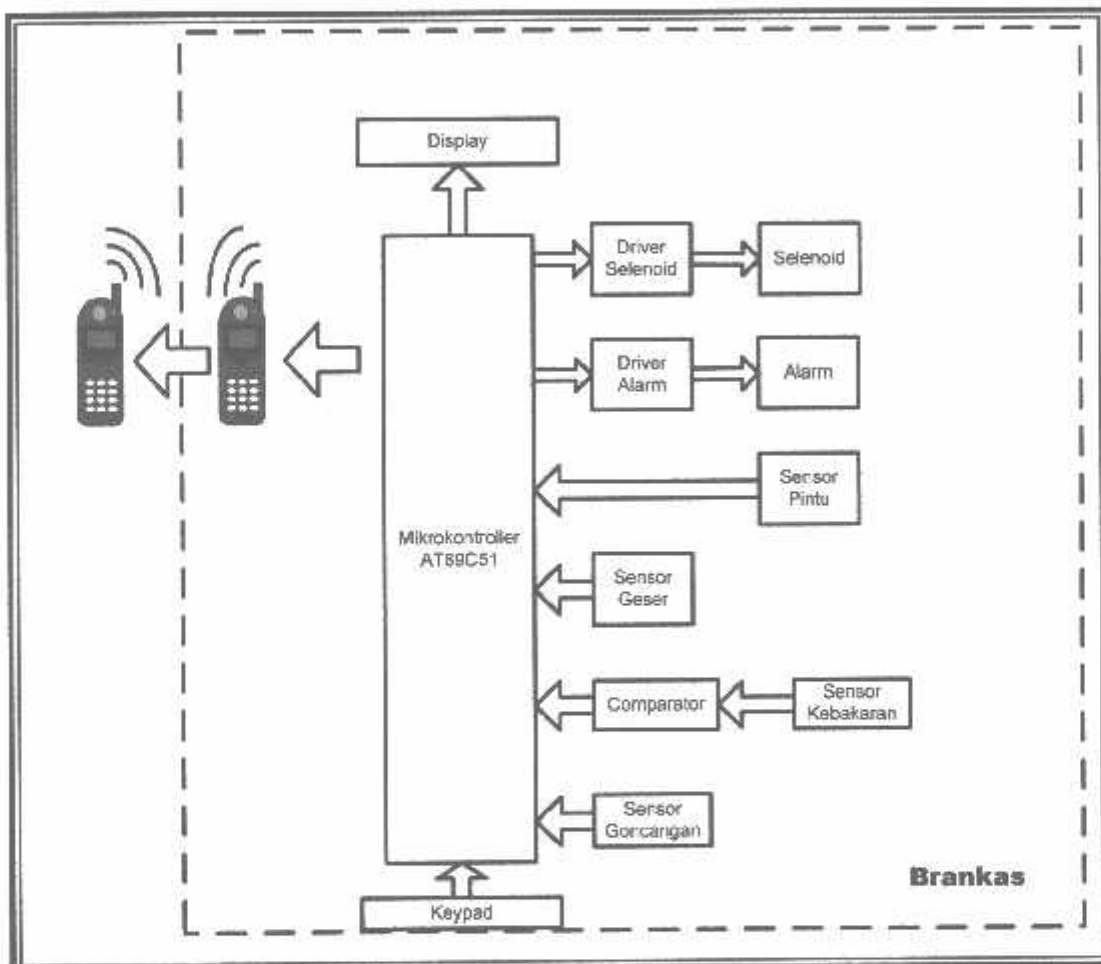 Display
Driver
Selenoid
Selenoid
Driver
Alarm
Alarm
Sensor
Pintu
Mikrokontroller
AT89C51
Sensor
Geser
Comparator
Sensor
Kebakaran
Sensor
Goncangan
Brankas
Keypad